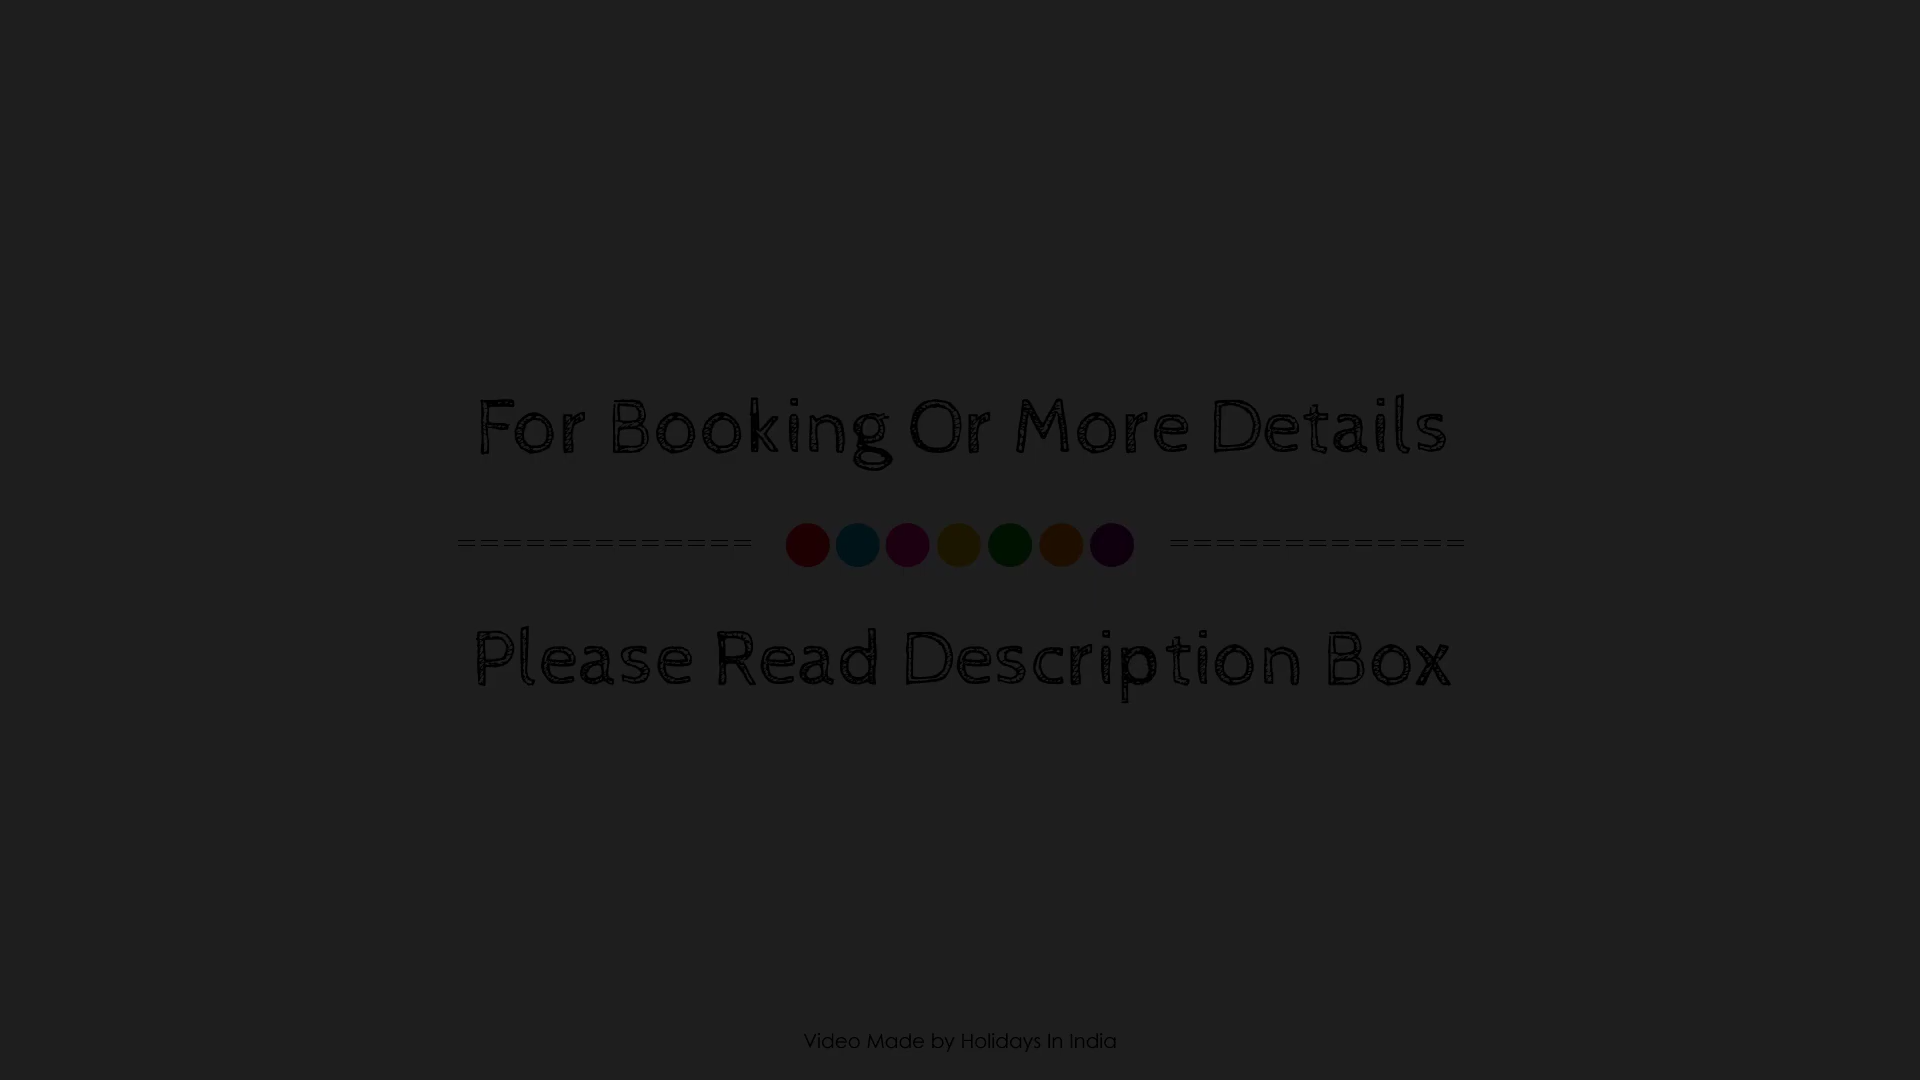 For Booking Or More Details
============= =============
Please Read Description Box
Video Made by Holidays In India